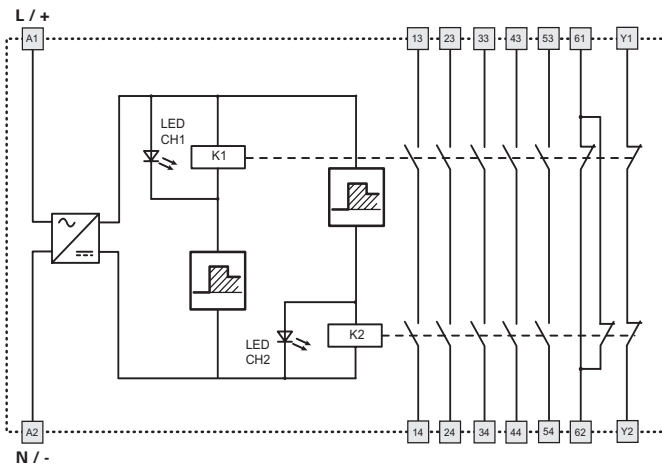 L / +
A1
13 23 33 43 53 61 Y1
LED
CH1
K1
LED
CH2
K2
A2
14 24 34 44 54 62 Y2
N / -